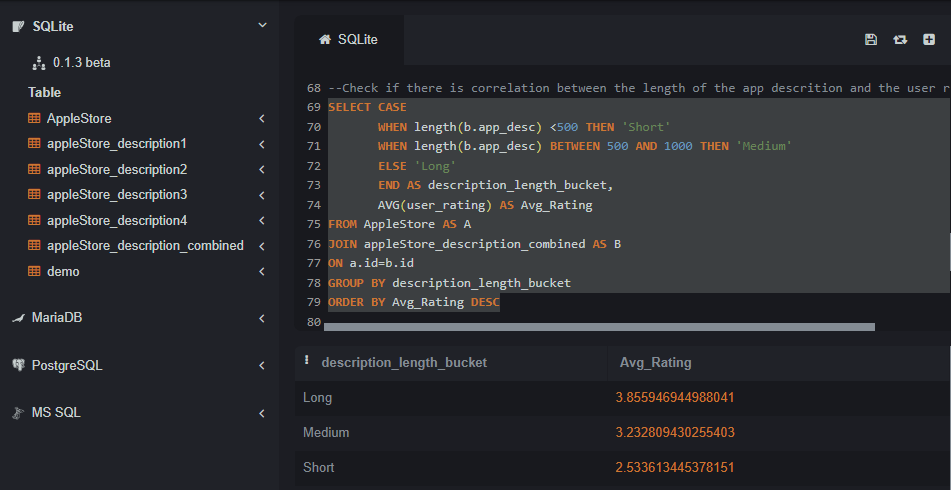 SQLite
0.1.3 beta
Table
AppleStore
appleStore_description1
appleStore_description2
appleStore_description3
appleStore_description4
appleStore_description_combined
demo
MariaDB
PostgreSQL
MS SQL
SQLite
68 --Check if there is correlation between the length of the app descrition and the user r
69 SELECT CASE
70 WHEN length(b.app_desc) <500 THEN 'Short'
71 WHEN length(b.app_desc) BETWEEN 500 AND 1000 THEN 'Medium'
72 ELSE 'Long'
73 END AS description_length_bucket,
74 AVG(user_rating) AS Avg_Rating
75 FROM AppleStore AS A
76 JOIN appleStore_description_combined AS B
77 ON a.id=b.id
78 GROUP BY description_length_bucket
79 ORDER BY Avg_Rating DESC
80
description_length_bucket Avg_Rating
Long 3.855946944988041
Medium 3.232809430255403
Short 2.533613445378151